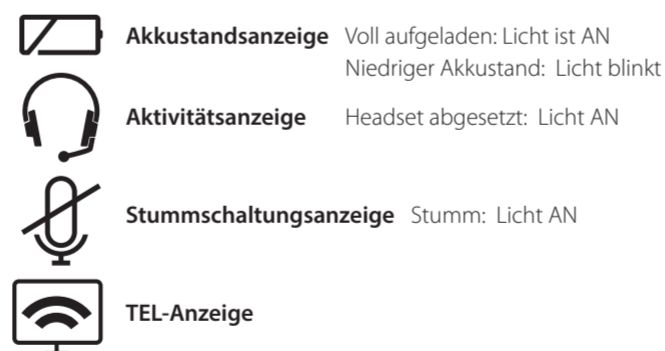 Akkustandsanzeige Voll aufgeladen: Licht ist AN
Niedriger Akkustand: Licht blinkt
Aktivitätsanzeige Headset abgesetzt: Licht AN
Stummschaltungsanzeige Stumm: Licht AN
TEL-Anzeige